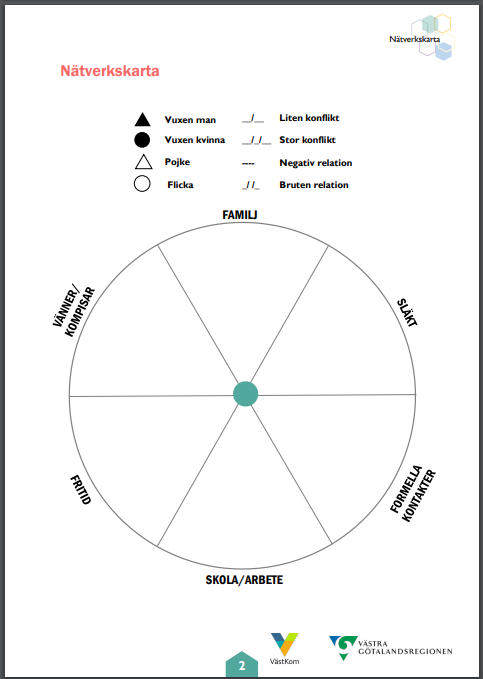 Nätverkskarta
Nätverkskarta
Vuxen man __/__ Liten konflikt
Vuxen kvinna __/_/__ Stor konflikt
Pojke ---- Negativ relation
Flicka _/ /_ Bruten relation
FAMILJ
VÄNNER/
KOMPISAR
SLÄKT
FRITID
FORMELLA
KONTAKTER
SKOLA/ARBETE
2
VästKom
VÄSTRA
GÖTALANDSREGIONEN